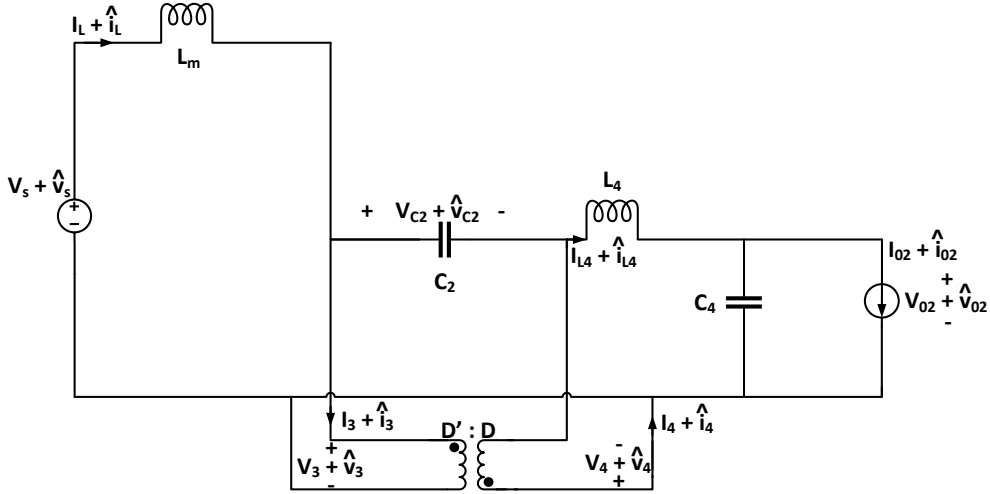 I_L + î_L
L_m
V_s + v̂_s
+
−
+ V_C2 + v̂_C2 -
C_2
L_4
I_L4 + î_L4
C_4
I_02 + î_02
+
V_02 + v̂_02
-
I_3 + î_3
D' : D
I_4 + î_4
+
V_3 + v̂_3
-
-
V_4 + v̂_4
+